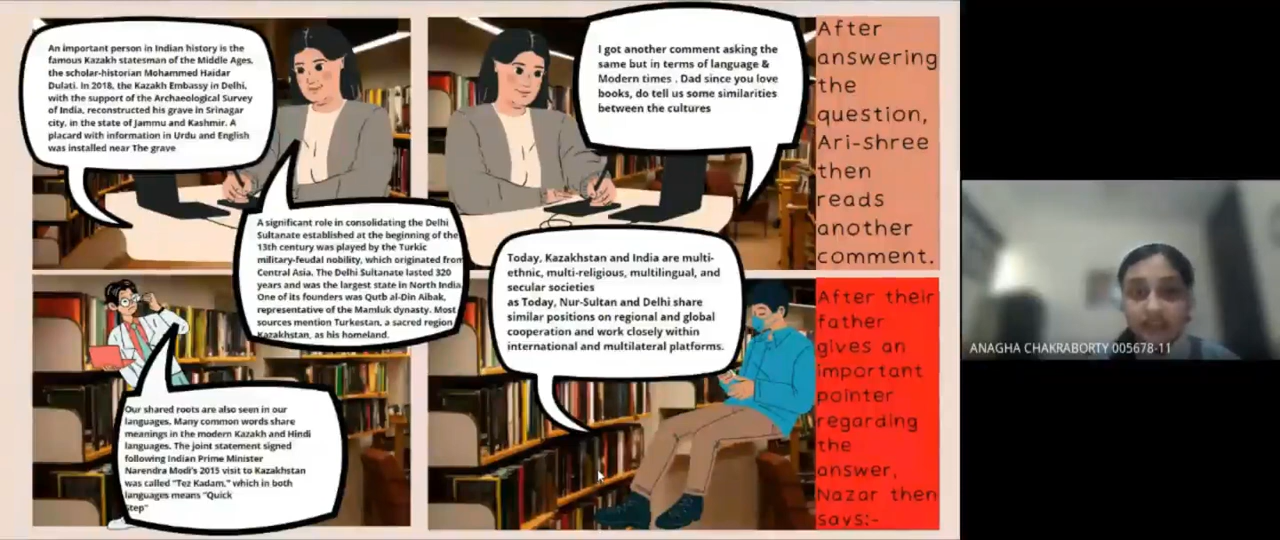 An important person in Indian history is the
famous Kazakh statesman of the Middle Ages,
the scholar-historian Mohammed Haidar
Dulati. In 2018, the Kazakh Embassy in Delhi,
with the support of the Archaeological Survey
of India, reconstructed his grave in Srinagar
city, in the state of Jammu and Kashmir. A
placard with information in Urdu and English
was installed near The grave
A significant role in consolidating the Delhi
Sultanate established at the beginning of the
13th century was played by the Turkic
military-feudal nobility, which originated from
Central Asia. The Delhi Sultanate lasted 320
years and was the largest state in North India.
One of its founders was Qutb al-Din Aibak,
representative of the Mamluk dynasty. Most
sources mention Turkestan, a sacred region
Kazakhstan, as his homeland.
I got another comment asking the
same but in terms of language &
Modern times . Dad since you love
books, do tell us some similarities
between the cultures
After
answering
the
question,
Ari-shree
then
reads
another
comment.
Our shared roots are also seen in our
languages. Many common words share
meanings in the modern Kazakh and Hindi
languages. The joint statement signed
following Indian Prime Minister
Narendra Modi's 2015 visit to Kazakhstan
was called "Tez Kadam," which in both
languages means "Quick
Step"
Today, Kazakhstan and India are multi-
ethnic, multi-religious, multilingual, and
secular societies
as Today, Nur-Sultan and Delhi share
similar positions on regional and global
cooperation and work closely within
international and multilateral platforms.
After their
father
gives an
important
pointer
regarding
the
answer,
Nazar then
says:-
ANAGHA CHAKRABORTY 005678-11